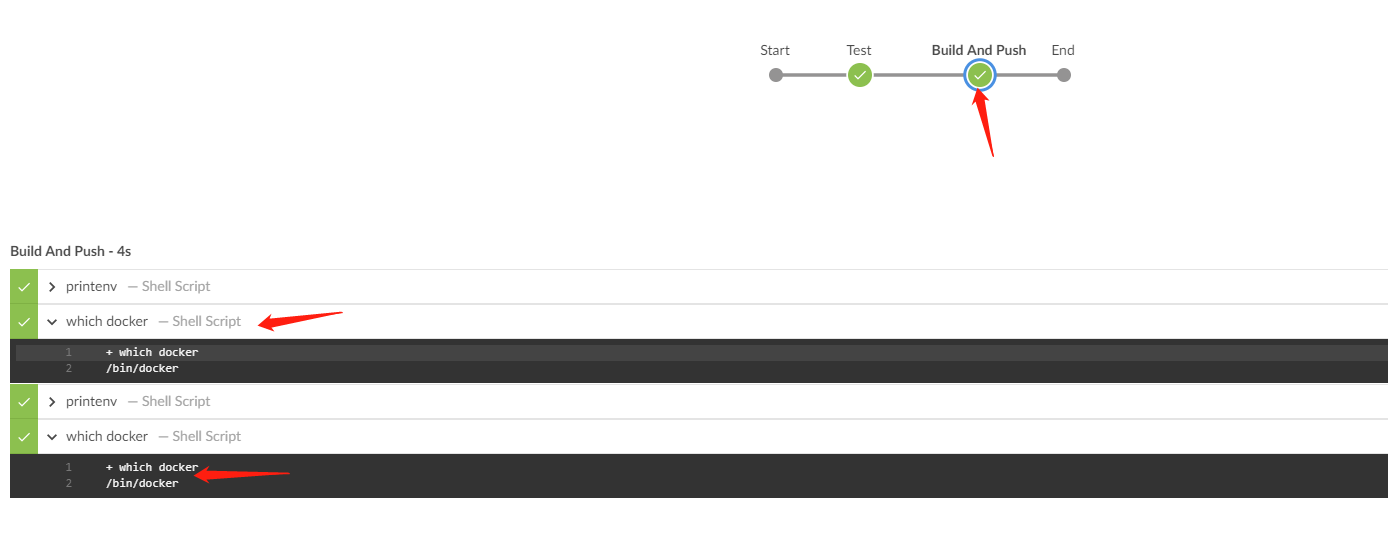 Start Test Build And Push End
Build And Push - 4s
printenv — Shell Script
which docker — Shell Script
1 + which docker
2 /bin/docker
printenv — Shell Script
which docker — Shell Script
1 + which docker
2 /bin/docker